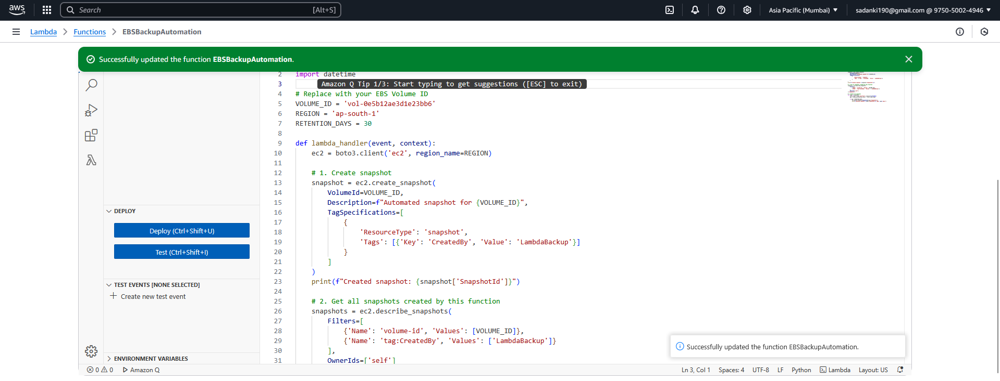 aws
Search [Alt+S]
Asia Pacific (Mumbai) ▼
sadanki190@gmail.com @ 9750-5002-4946 ▼
Lambda > Functions > EBSBackupAutomation
Successfully updated the function EBSBackupAutomation.
DEPLOY
Deploy (Ctrl+Shift+U)
Test (Ctrl+Shift+I)
TEST EVENTS [NONE SELECTED]
Create new test event
ENVIRONMENT VARIABLES
2 import datetime
3 Amazon Q Tip 1/3: Start typing to get suggestions ([ESC] to exit)
4 # Replace with your EBS Volume ID
5 VOLUME_ID = 'vol-0e5b12ae3d1e23bb6'
6 REGION = 'ap-south-1'
7 RETENTION_DAYS = 30
8
9 def lambda_handler(event, context):
10 ec2 = boto3.client('ec2', region_name=REGION)
11
12 # 1. Create snapshot
13 snapshot = ec2.create_snapshot(
14 VolumeId=VOLUME_ID,
15 Description=f"Automated snapshot for {VOLUME_ID}",
16 TagSpecifications=[
17 {
18 'ResourceType': 'snapshot',
19 'Tags': [{'Key': 'CreatedBy', 'Value': 'LambdaBackup'}]
20 }
21 ]
22 )
23 print(f"Created snapshot: {snapshot['SnapshotId']}")
24
25 # 2. Get all snapshots created by this function
26 snapshots = ec2.describe_snapshots(
27 Filters=[
28 {'Name': 'volume-id', 'Values': [VOLUME_ID]},
29 {'Name': 'tag:CreatedBy', 'Values': ['LambdaBackup']}
30 ],
31 OwnerIds=['self']
Successfully updated the function EBSBackupAutomation.
0 0 Amazon Q
Ln 3, Col 1 Spaces: 4 UTF-8 LF Python Lambda Layout: US